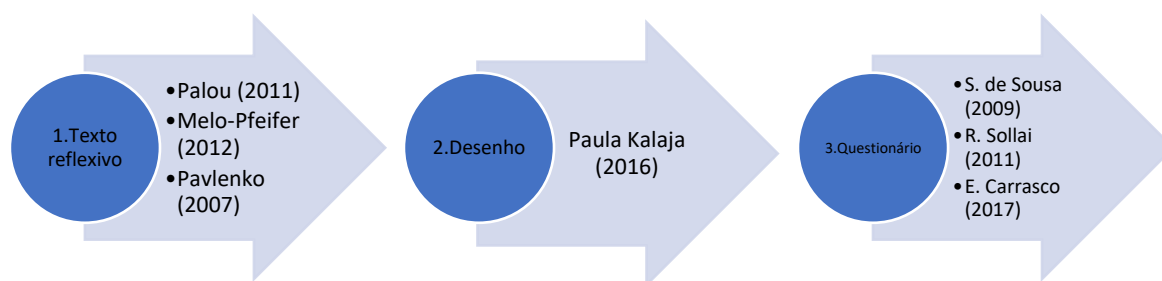 1.Texto
reflexivo
•Palou (2011)
•Melo-Pfeifer
(2012)
•Pavlenko
(2007)
2.Desenho
Paula Kalaja
(2016)
3.Questionário
•S. de Sousa
(2009)
•R. Sollai
(2011)
•E. Carrasco
(2017)